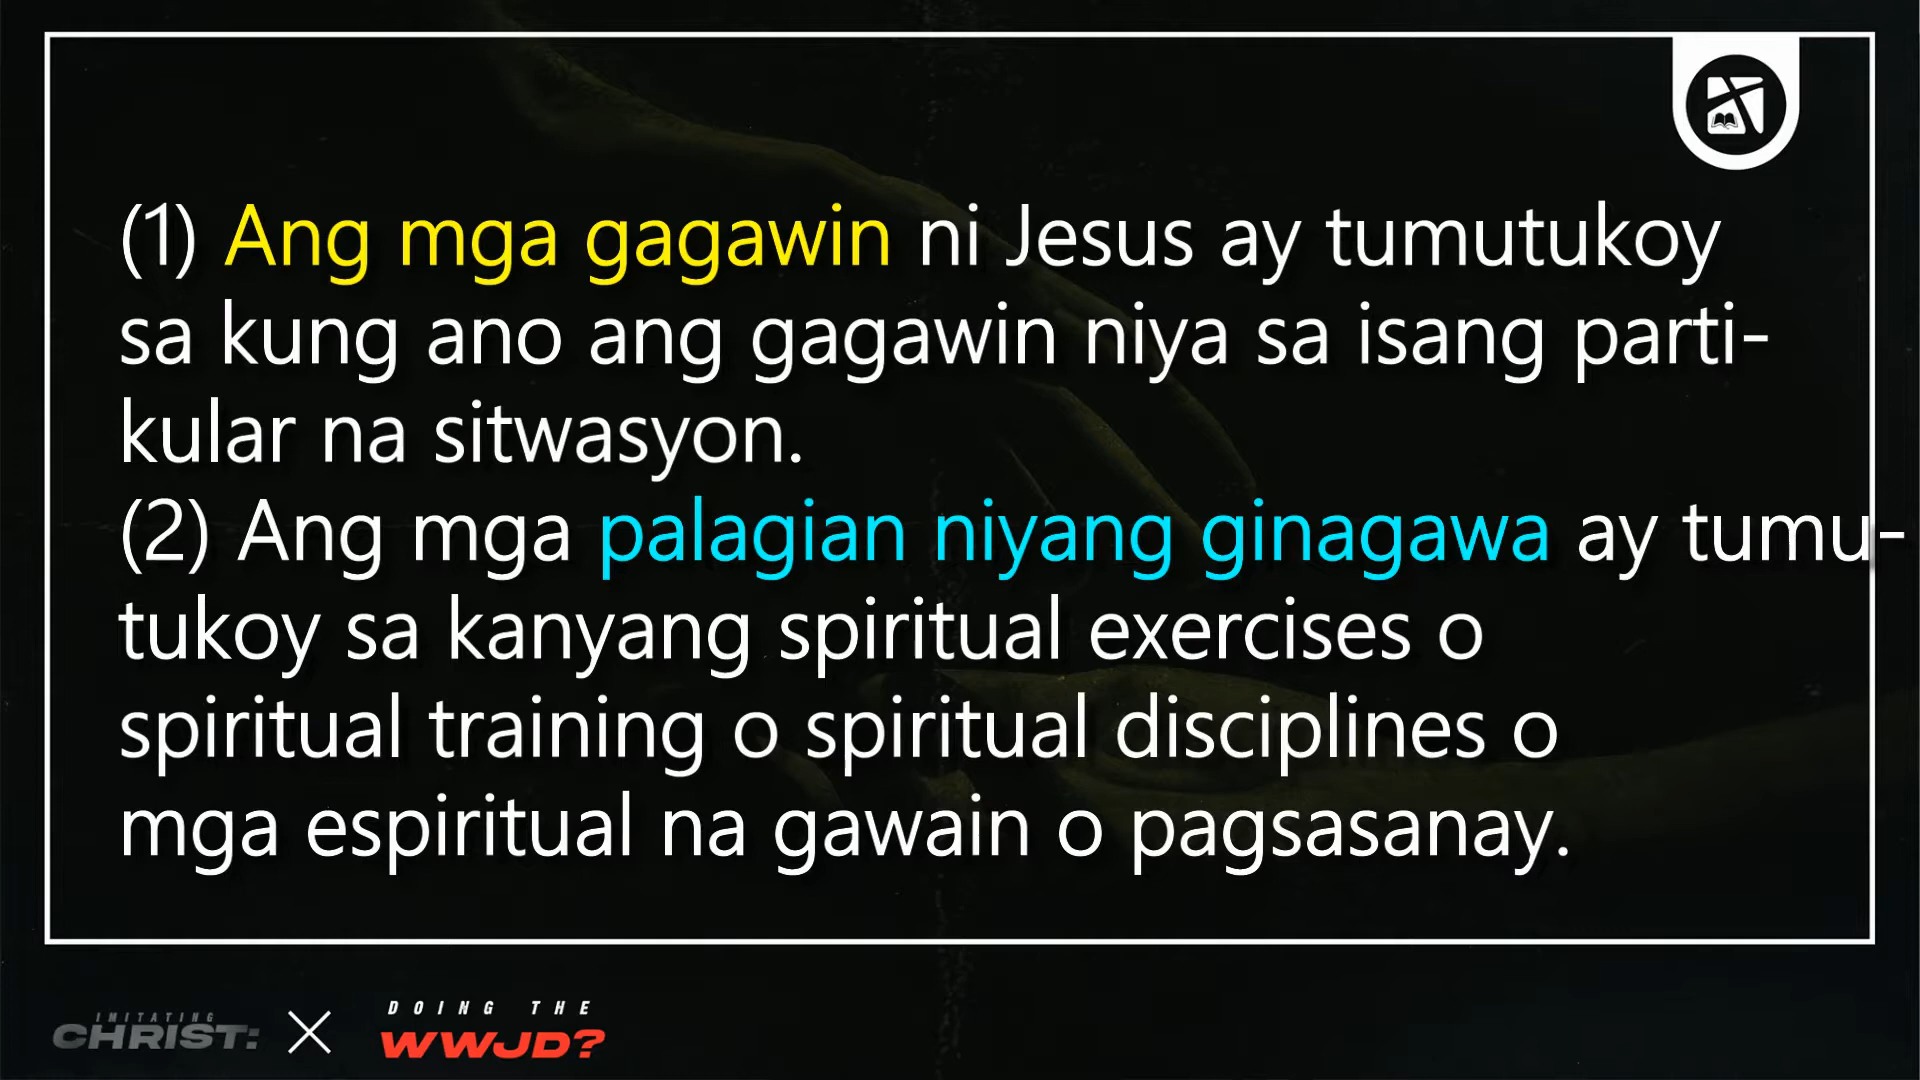 (1) Ang mga gagawin ni Jesus ay tumutukoy
sa kung ano ang gagawin niya sa isang parti-
kular na sitwasyon.
(2) Ang mga palagian niyang ginagawa ay tumu-
tukoy sa kanyang spiritual exercises o
spiritual training o spiritual disciplines o
mga espiritual na gawain o pagsasanay.
IMITATING
CHRIST:
DOING THE
WWJD?